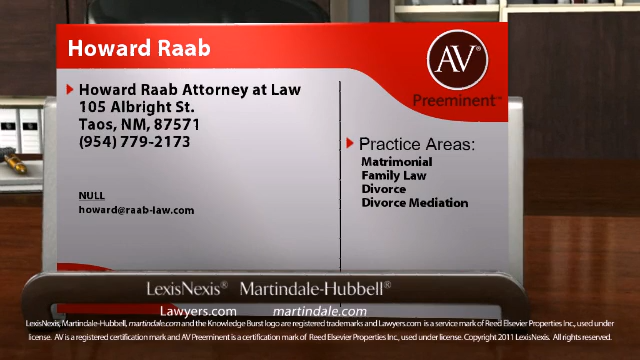 Howard Raab
AV®
Preeminent™
Howard Raab Attorney at Law
105 Albright St.
Taos, NM, 87571
(954) 779-2173
NULL
howard@raab-law.com
Practice Areas:
Matrimonial
Family Law
Divorce
Divorce Mediation
LexisNexis® Martindale-Hubbell®
Lawyers.com martindale.com
LexisNexis, Martindale-Hubbell, martindale.com and the Knowledge Burst logo are registered trademarks and Lawyers.com is a service mark of Reed Elsevier Properties Inc., used under
license. AV is a registered certification mark and AV Preeminent is a certification mark of Reed Elsevier Properties Inc., used under license. Copyright 2011 LexisNexis. All rights reserved.